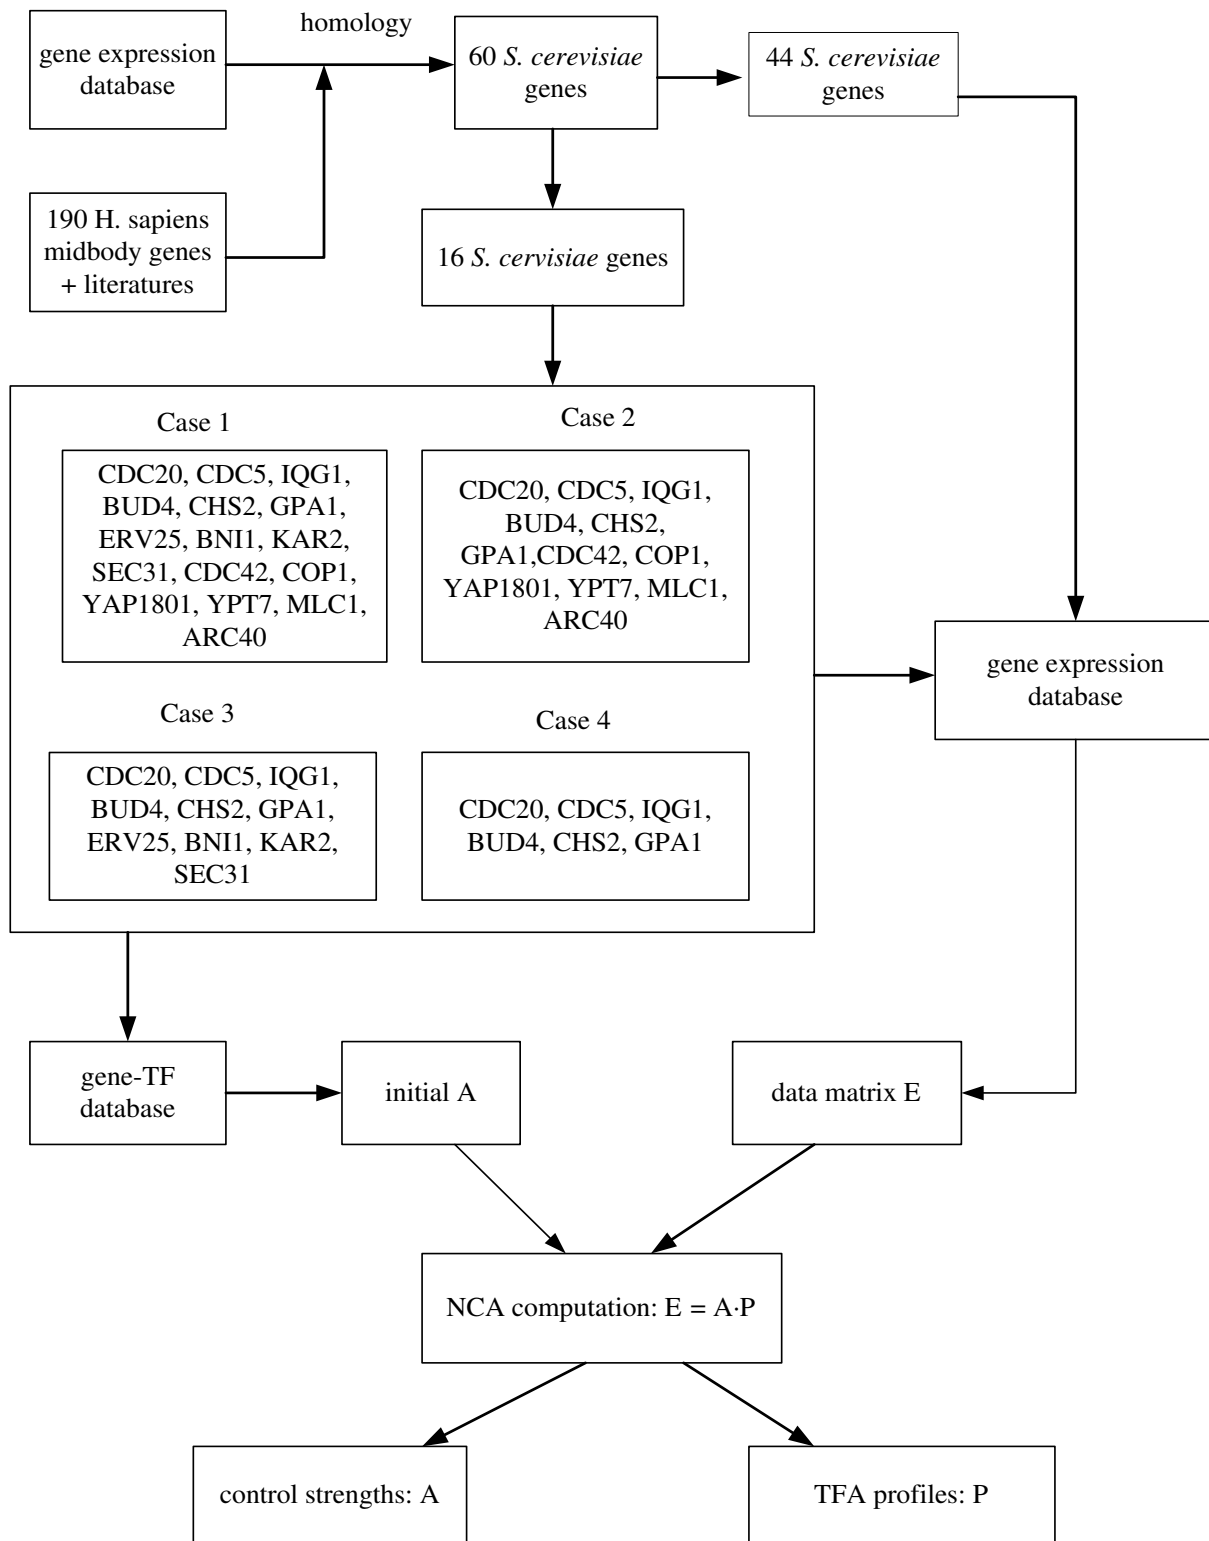 homology
gene expression
database
60 S. cerevisiae
genes
44 S. cerevisiae
genes
190 H. sapiens
midbody genes
+ literatures
16 S. cervisiae genes
Case 1
CDC20, CDC5, IQG1,
BUD4, CHS2, GPA1,
ERV25, BNI1, KAR2,
SEC31, CDC42, COP1,
YAP1801, YPT7, MLC1,
ARC40
Case 2
CDC20, CDC5, IQG1,
BUD4, CHS2,
GPA1,CDC42, COP1,
YAP1801, YPT7, MLC1,
ARC40
Case 3
CDC20, CDC5, IQG1,
BUD4, CHS2, GPA1,
ERV25, BNI1, KAR2,
SEC31
Case 4
CDC20, CDC5, IQG1,
BUD4, CHS2, GPA1
gene expression
database
gene-TF
database
initial A
data matrix E
NCA computation: E = A·P
control strengths: A
TFA profiles: P